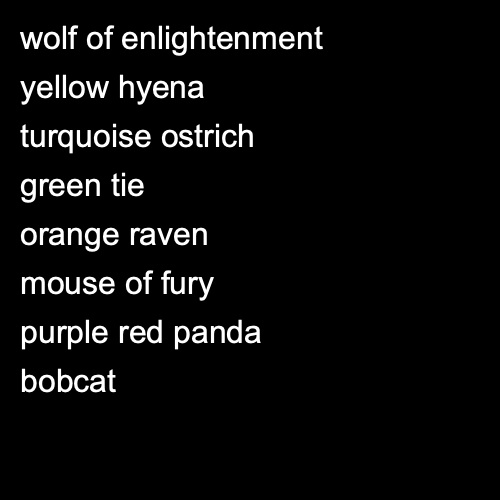 wolf of enlightenment
yellow hyena
turquoise ostrich
green tie
orange raven
mouse of fury
purple red panda
bobcat